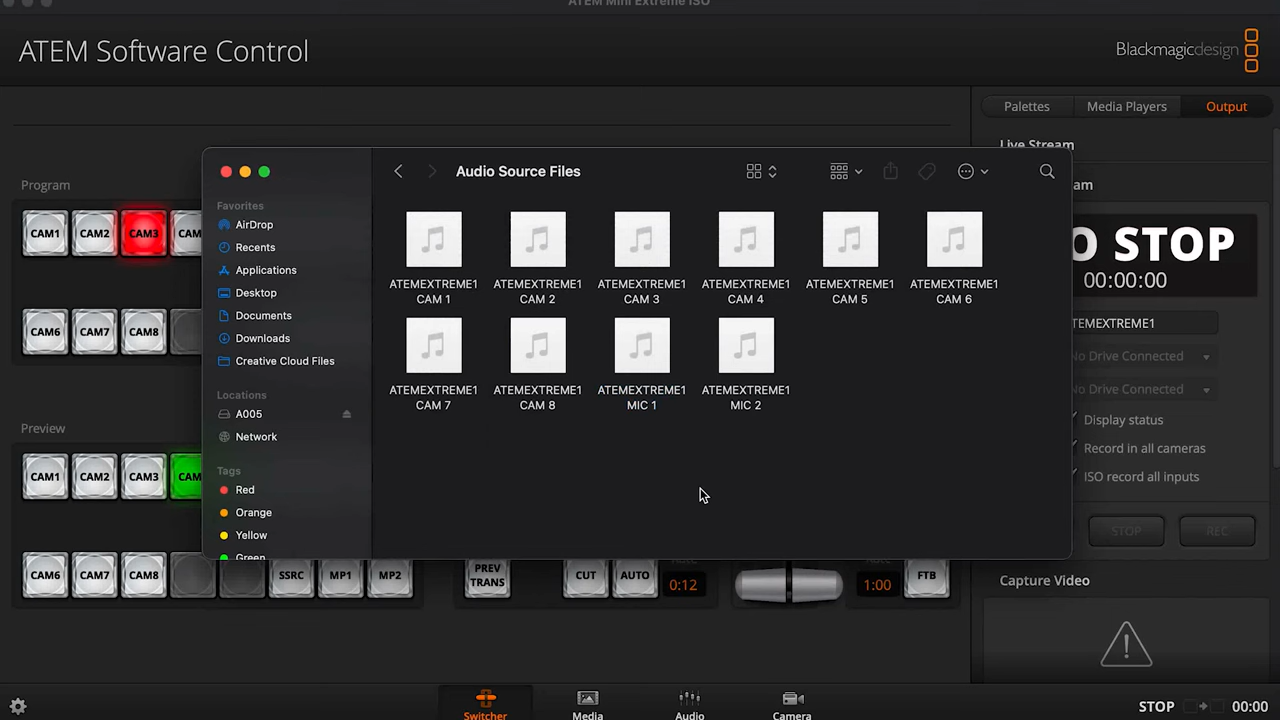 ATEM Mini Extreme ISO
ATEM Software Control
Blackmagicdesign
Palettes
Media Players
Output
Live Stream
Program
CAM1
CAM2
CAM3
CAM6
CAM7
CAM8
Preview
CAM1
CAM2
CAM3
CAM6
CAM7
CAM8
SSRC
MP1
MP2
Audio Source Files
Favorites
AirDrop
Recents
Applications
Desktop
Documents
Downloads
Creative Cloud Files
Locations
A005
Network
Tags
Red
Orange
Yellow
Green
ATEMEXTREME1
CAM 1
ATEMEXTREME1
CAM 2
ATEMEXTREME1
CAM 3
ATEMEXTREME1
CAM 4
ATEMEXTREME1
CAM 5
ATEMEXTREME1
CAM 6
ATEMEXTREME1
CAM 7
ATEMEXTREME1
CAM 8
ATEMEXTREME1
MIC 1
ATEMEXTREME1
MIC 2
STOP
00:00:00
TEMEXTREME1
Drive Connected
Drive Connected
Display status
Record in all cameras
ISO record all inputs
STOP
REC
Capture Video
PREV
TRANS
CUT
AUTO
0:12
1:00
FTB
Switcher
Media
Audio
Camera
STOP
00:00